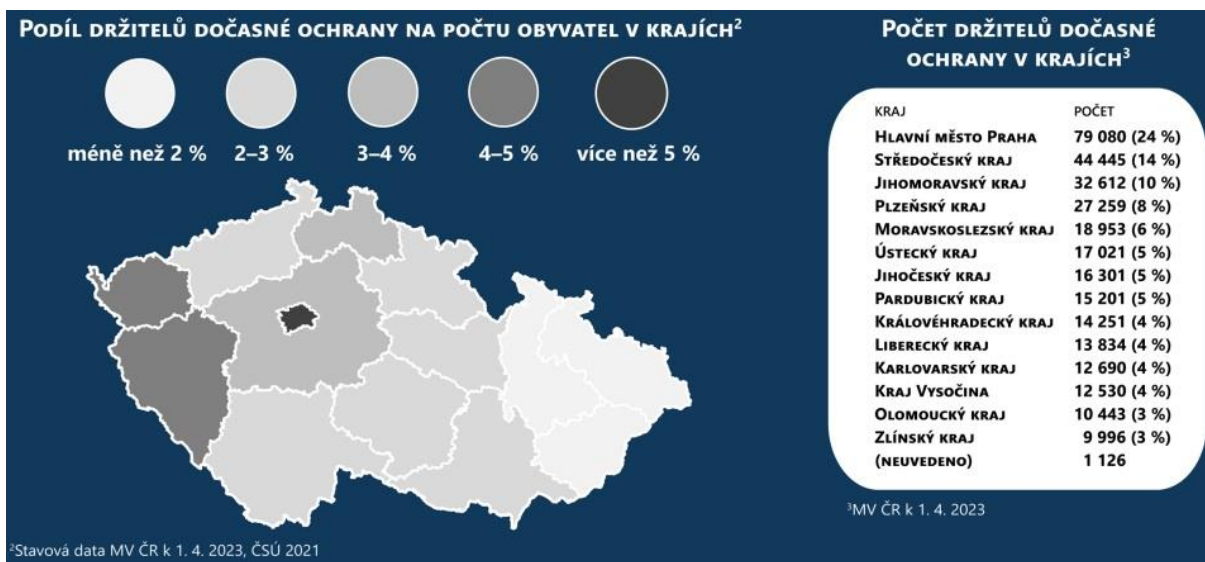 PODÍL DRŽITELŮ DOČASNÉ OCHRANY NA POČTU OBYVATEL V KRAJÍCH²
méně než 2 % 2–3 % 3–4 % 4–5 % více než 5 %
²Stavová data MV ČR k 1. 4. 2023, ČSÚ 2021
POČET DRŽITELŮ DOČASNÉ
OCHRANY V KRAJÍCH³
KRAJ POČET
HLAVNÍ MĚSTO PRAHA 79 080 (24 %)
STŘEDOČESKÝ KRAJ 44 445 (14 %)
JIHOMORAVSKÝ KRAJ 32 612 (10 %)
PLZEŇSKÝ KRAJ 27 259 (8 %)
MORAVSKOSLEZSKÝ KRAJ 18 953 (6 %)
ÚSTECKÝ KRAJ 17 021 (5 %)
JIHOČESKÝ KRAJ 16 301 (5 %)
PARDUBICKÝ KRAJ 15 201 (5 %)
KRÁLOVÉHRADECKÝ KRAJ 14 251 (4 %)
LIBERECKÝ KRAJ 13 834 (4 %)
KARLOVARSKÝ KRAJ 12 690 (4 %)
KRAJ VYSOČINA 12 530 (4 %)
OLOMOUCKÝ KRAJ 10 443 (3 %)
ZLÍNSKÝ KRAJ 9 996 (3 %)
(NEUVEDENO) 1 126
³MV ČR k 1. 4. 2023